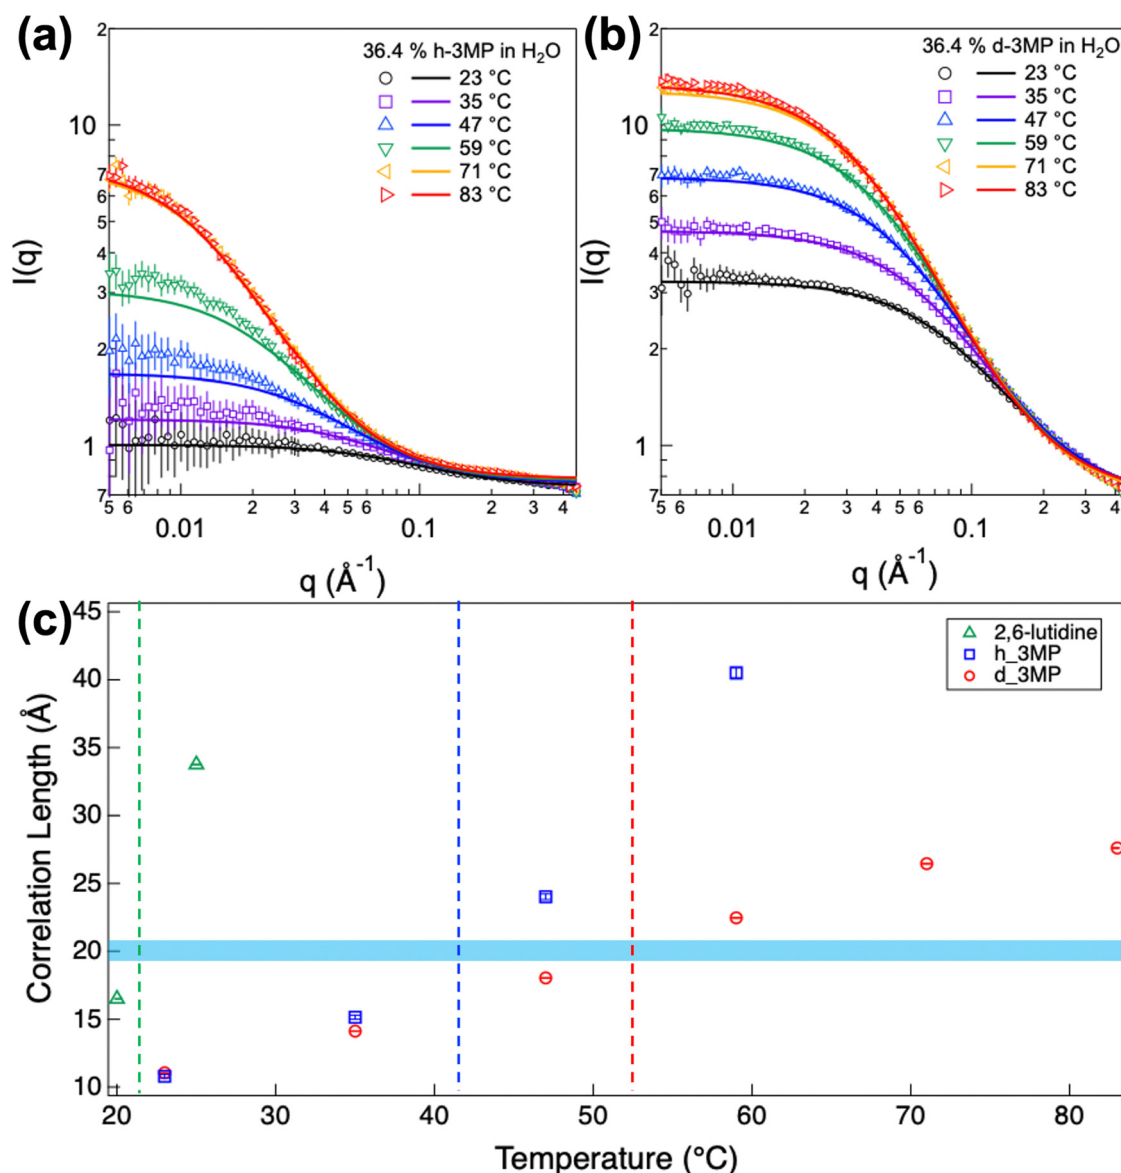 (a)
2
10
7
6
5
4
3
2
1
7
I(q)
36.4 % h-3MP in H₂O
23 °C
35 °C
47 °C
59 °C
71 °C
83 °C
5 6 0.01 2 3 4 5 6 0.1 2 3 4
q (Å⁻¹)
(b)
2
10
7
6
5
4
3
2
1
7
I(q)
36.4 % d-3MP in H₂O
23 °C
35 °C
47 °C
59 °C
71 °C
83 °C
5 6 0.01 2 3 4 5 6 0.1 2 3 4
q (Å⁻¹)
(c)
45
40
35
30
25
20
15
10
Correlation Length (Å)
2,6-lutidine
h_3MP
d_3MP
20 30 40 50 60 70 80
Temperature (°C)